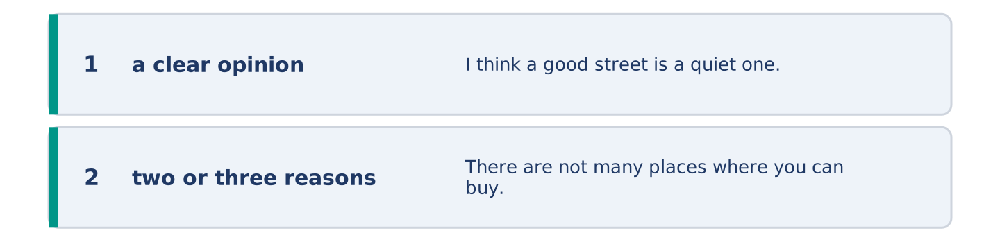 1 a clear opinion I think a good street is a quiet one.
2 two or three reasons There are not many places where you can
buy.